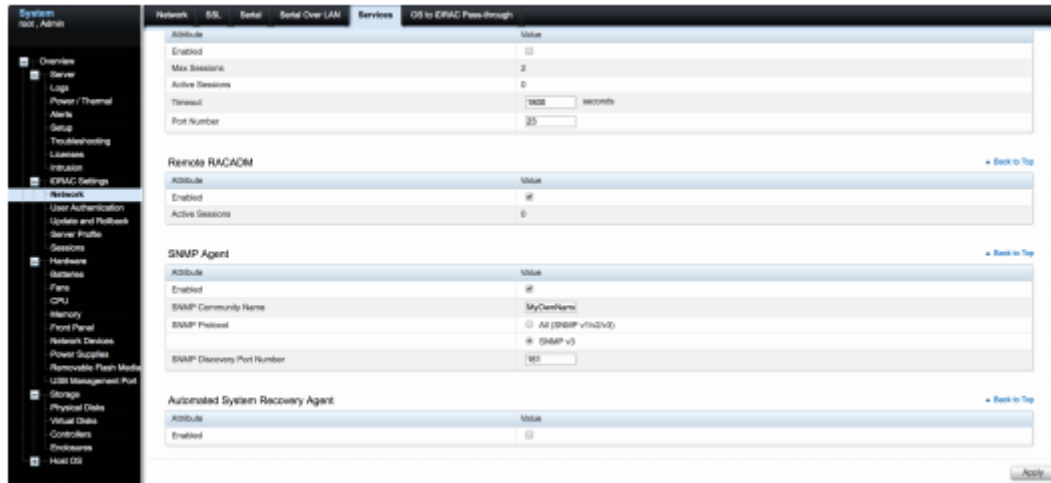 System
root , Admin
Overview
Server
Logs
Power / Thermal
Alerts
Setup
Troubleshooting
Licenses
Intrusion
iDRAC Settings
Network
User Authentication
Update and Rollback
Server Profile
Sessions
Hardware
Batteries
Fans
CPU
Memory
Front Panel
Network Devices
Power Supplies
Removable Flash Media
USB Management Port
Storage
Physical Disks
Virtual Disks
Controllers
Enclosures
Host OS
Network SSL Serial Serial Over LAN Services OS to iDRAC Pass-through
Attribute Value
Enabled
Max Sessions 2
Active Sessions 0
Timeout 1800 seconds
Port Number 23
Remote RACADM Back to Top
Attribute Value
Enabled
Active Sessions 0
SNMP Agent Back to Top
Attribute Value
Enabled
SNMP Community Name MyOwnName
SNMP Protocol All (SNMP v1/v2/v3)
SNMP v3
SNMP Discovery Port Number 161
Automated System Recovery Agent Back to Top
Attribute Value
Enabled
Apply